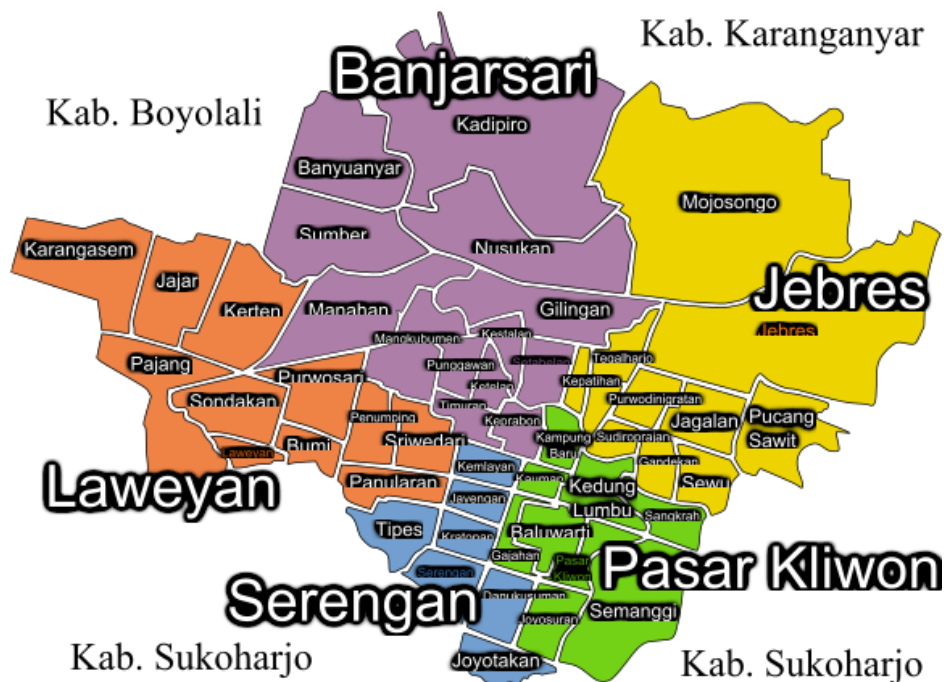 Kab. Karanganyar
Banjarsari
Kab. Boyolali
Kadipiro
Banyuanyar
Mojosongo
Sumber
Nusukan
Karangasem
Jajar
Kerten
Manahan
Gilingan
Jebres
Jebres
Mangkubumen
Kestalan
Setabelan
Punggawan
Tegalharjo
Pajang
Purwosari
Ketelan
Kepatihan
Sondakan
Timuran
Purwodinigratan
Penumping
Keprabon
Jagalan
Pucang
Sawit
Bumi
Sriwedari
Kampung
Baru
Sudiroprajan
Laweyan
Kemlayan
Gandekan
Laweyan
Panularan
Kauman
Kedung
Lumbu
Sewu
Jayengan
Sangkrah
Tipes
Kratonan
Baluwarti
Gajahan
Serengan
Pasar
Kliwon
Pasar Kliwon
Serengan
Danukusuman
Joyosuran
Semanggi
Kab. Sukoharjo
Joyotakan
Kab. Sukoharjo